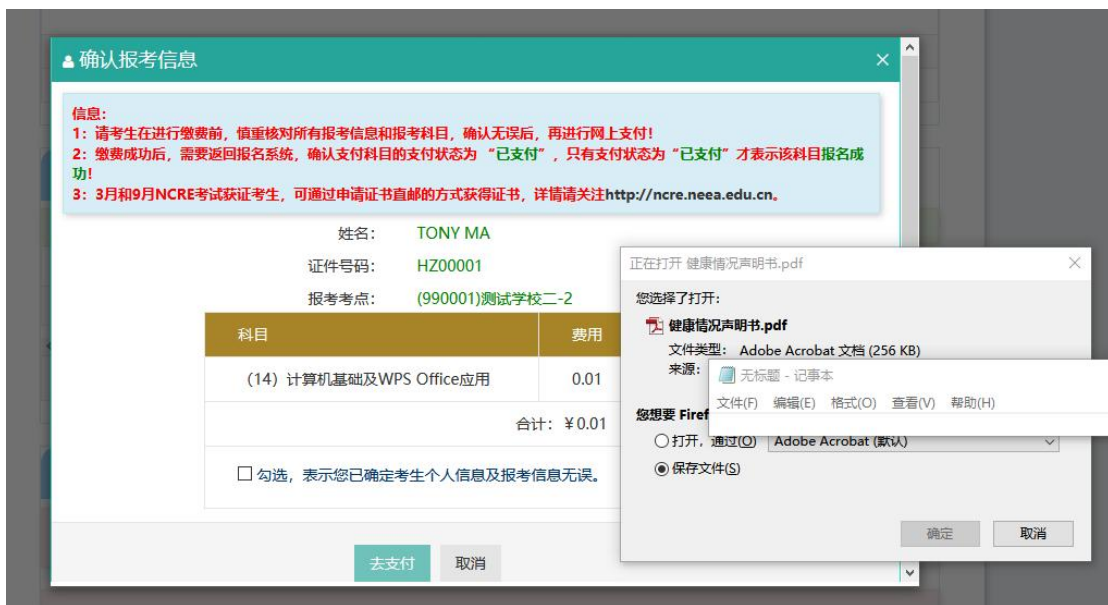 确认报考信息
信息:
1: 请考生在进行缴费前, 慎重核对所有报考信息和报考科目, 确认无误后, 再进行网上支付!
2: 缴费成功后, 需要返回报名系统, 确认支付科目的支付状态为 “已支付” , 只有支付状态为 “已支付” 才表示该科目报名成
功!
3: 3月和9月NCRE考试获证考生, 可通过申请证书直邮的方式获得证书, 详情请关注http://ncre.neea.edu.cn。
姓名: TONY MA
证件号码: HZ00001
报考考点: (990001)测试学校二-2
科目 费用
(14) 计算机基础及WPS Office应用 0.01
合计: ¥0.01
勾选, 表示您已确定考生个人信息及报考信息无误。
去支付 取消
正在打开 健康情况声明书.pdf
您选择了打开:
健康情况声明书.pdf
文件类型: Adobe Acrobat 文档 (256 KB)
来源:
无标题 - 记事本
文件(F) 编辑(E) 格式(O) 查看(V) 帮助(H)
您想要 Firef
打开, 通过(O) Adobe Acrobat (默认)
保存文件(S)
确定 取消